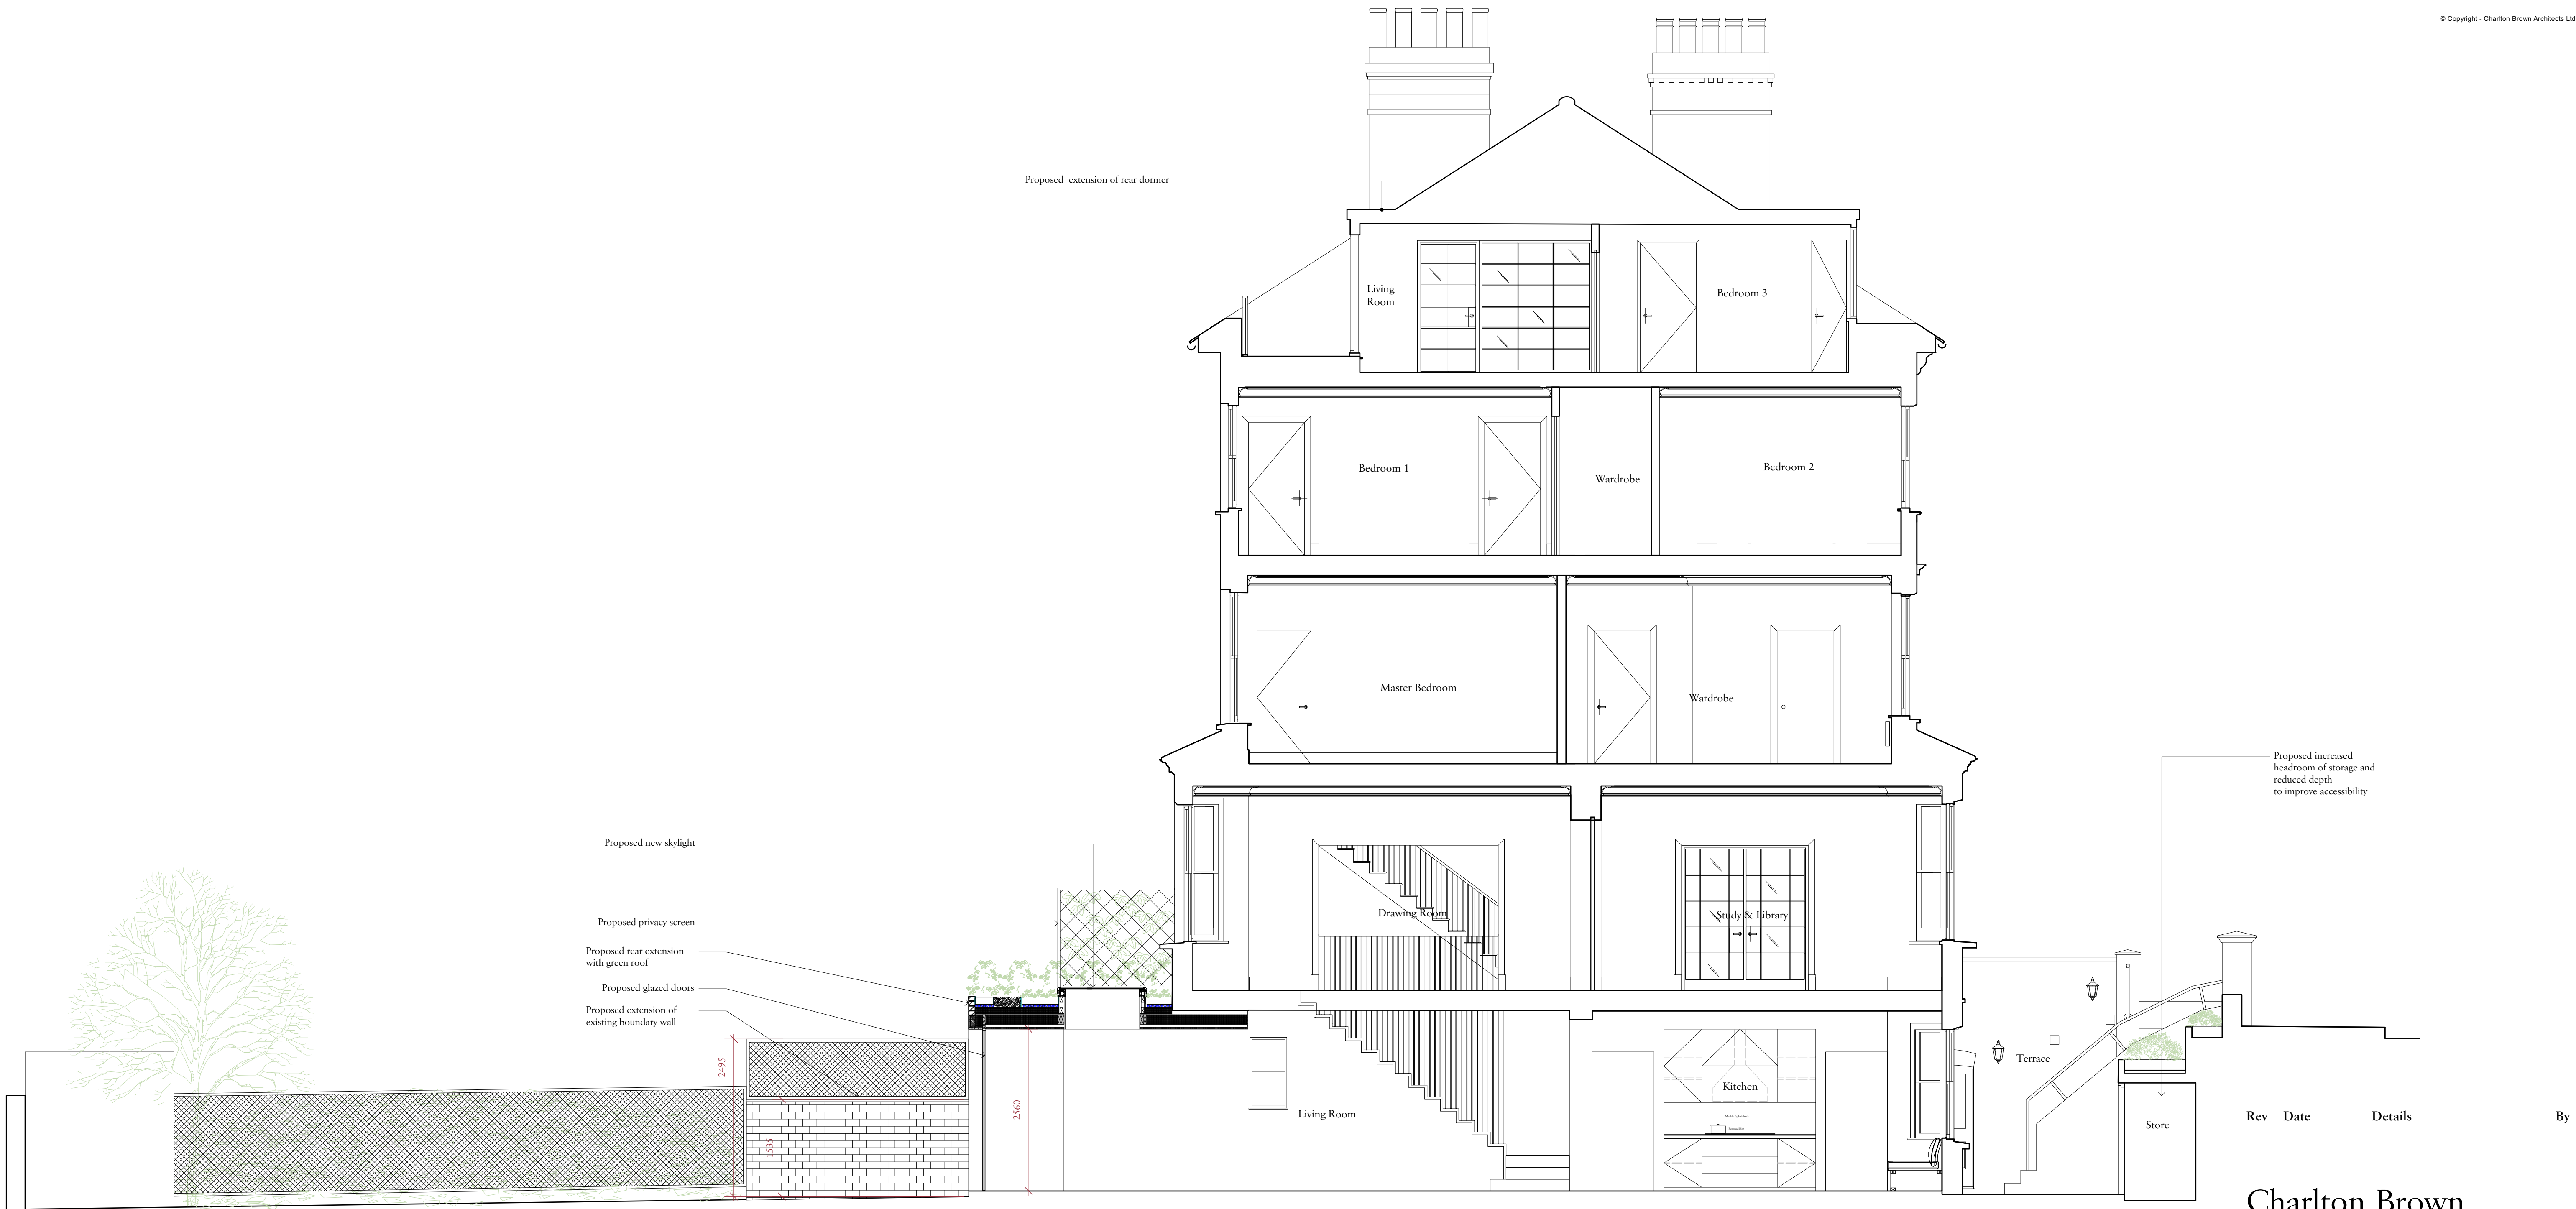 © Copyright - Charlton Brown Architects Ltd
Proposed extension of rear dormer
Living
Room
Bedroom 3
Bedroom 1
Wardrobe
Bedroom 2
Master Bedroom
Wardrobe
Proposed increased
headroom of storage and
reduced depth
to improve accessibility
Proposed new skylight
Proposed privacy screen
Drawing Room
Study & Library
Proposed rear extension
with green roof
Proposed glazed doors
Proposed extension of
existing boundary wall
2495
1535
2560
Living Room
Kitchen
Terrace
Store
Rev Date Details By
Charlton Brown